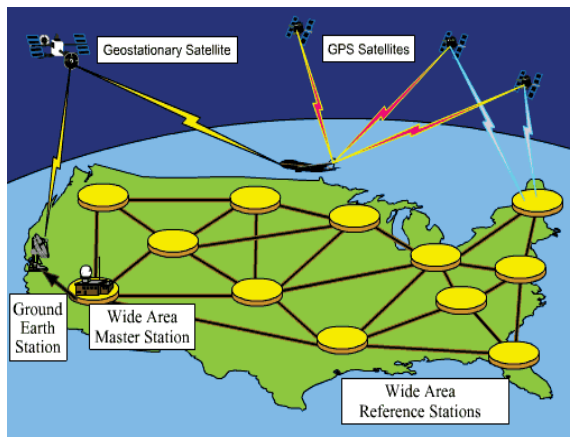 Geostationary Satellite
GPS Satellites
Ground
Earth
Station
Wide Area
Master Station
Wide Area
Reference Stations